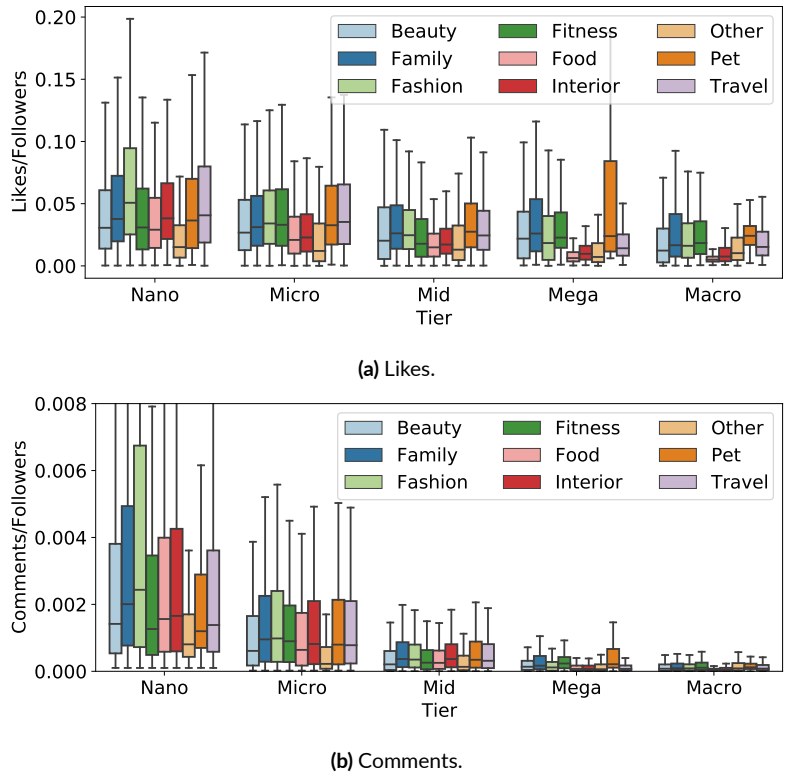 0.20
0.15
0.10
0.05
0.00
Likes/Followers
Beauty Fitness Other
Family Food Pet
Fashion Interior Travel
Nano Micro Mid Mega Macro
Tier
(a) Likes.
0.008
0.006
0.004
0.002
0.000
Comments/Followers
Beauty Fitness Other
Family Food Pet
Fashion Interior Travel
Nano Micro Mid Mega Macro
Tier
(b) Comments.